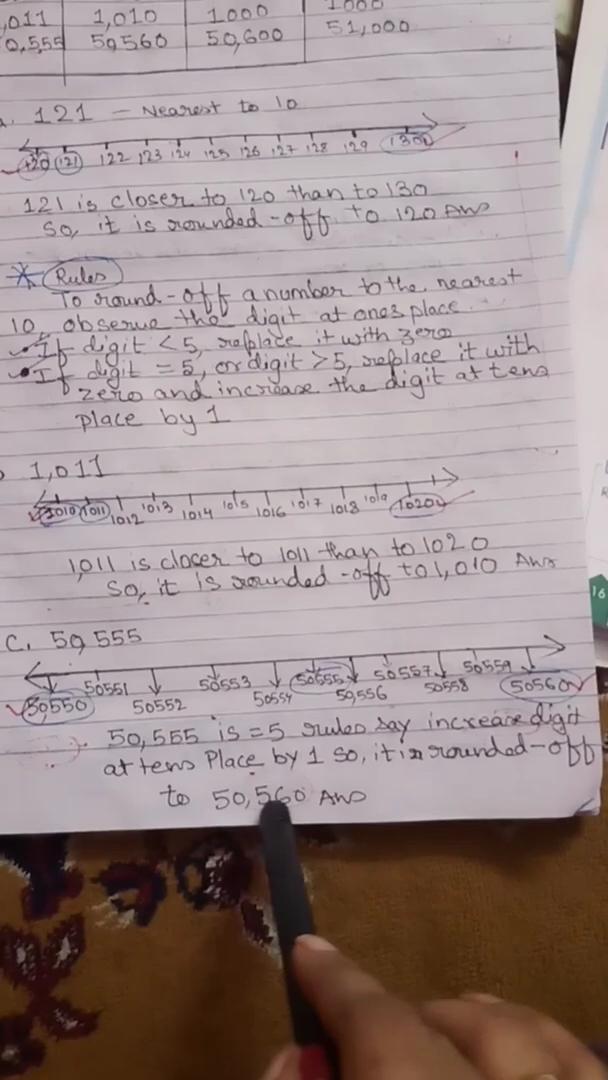 ,011 1,010 1000 1000
0,555 50,560 50,600 51,000
a. 121 – Nearest to 10
120 121 122 123 124 125 126 127 128 129 130
121 is closer to 120 than to 130
so, it is rounded-off to 120 Ans
* Rules
To round-off a number to the nearest
10, observe the digit at ones place.
• If digit < 5, replace it with zero
• If digit = 5, or digit > 5, replace it with
zero and increase the digit at tens
place by 1
1,011
1010 1011 1012 1013 1014 1015 1016 1017 1018 1019 1020
1,011 is closer to 1011 than to 1020
so, it is rounded-off to 1,010 Ans
C. 50,555
50,550 50551 50552 50553 50554 50555 50,556 50557 50558 50559 50560
50,555 is = 5 rules say increase digit
at tens place by 1 so, it is rounded-off
to 50,560 Ans
16